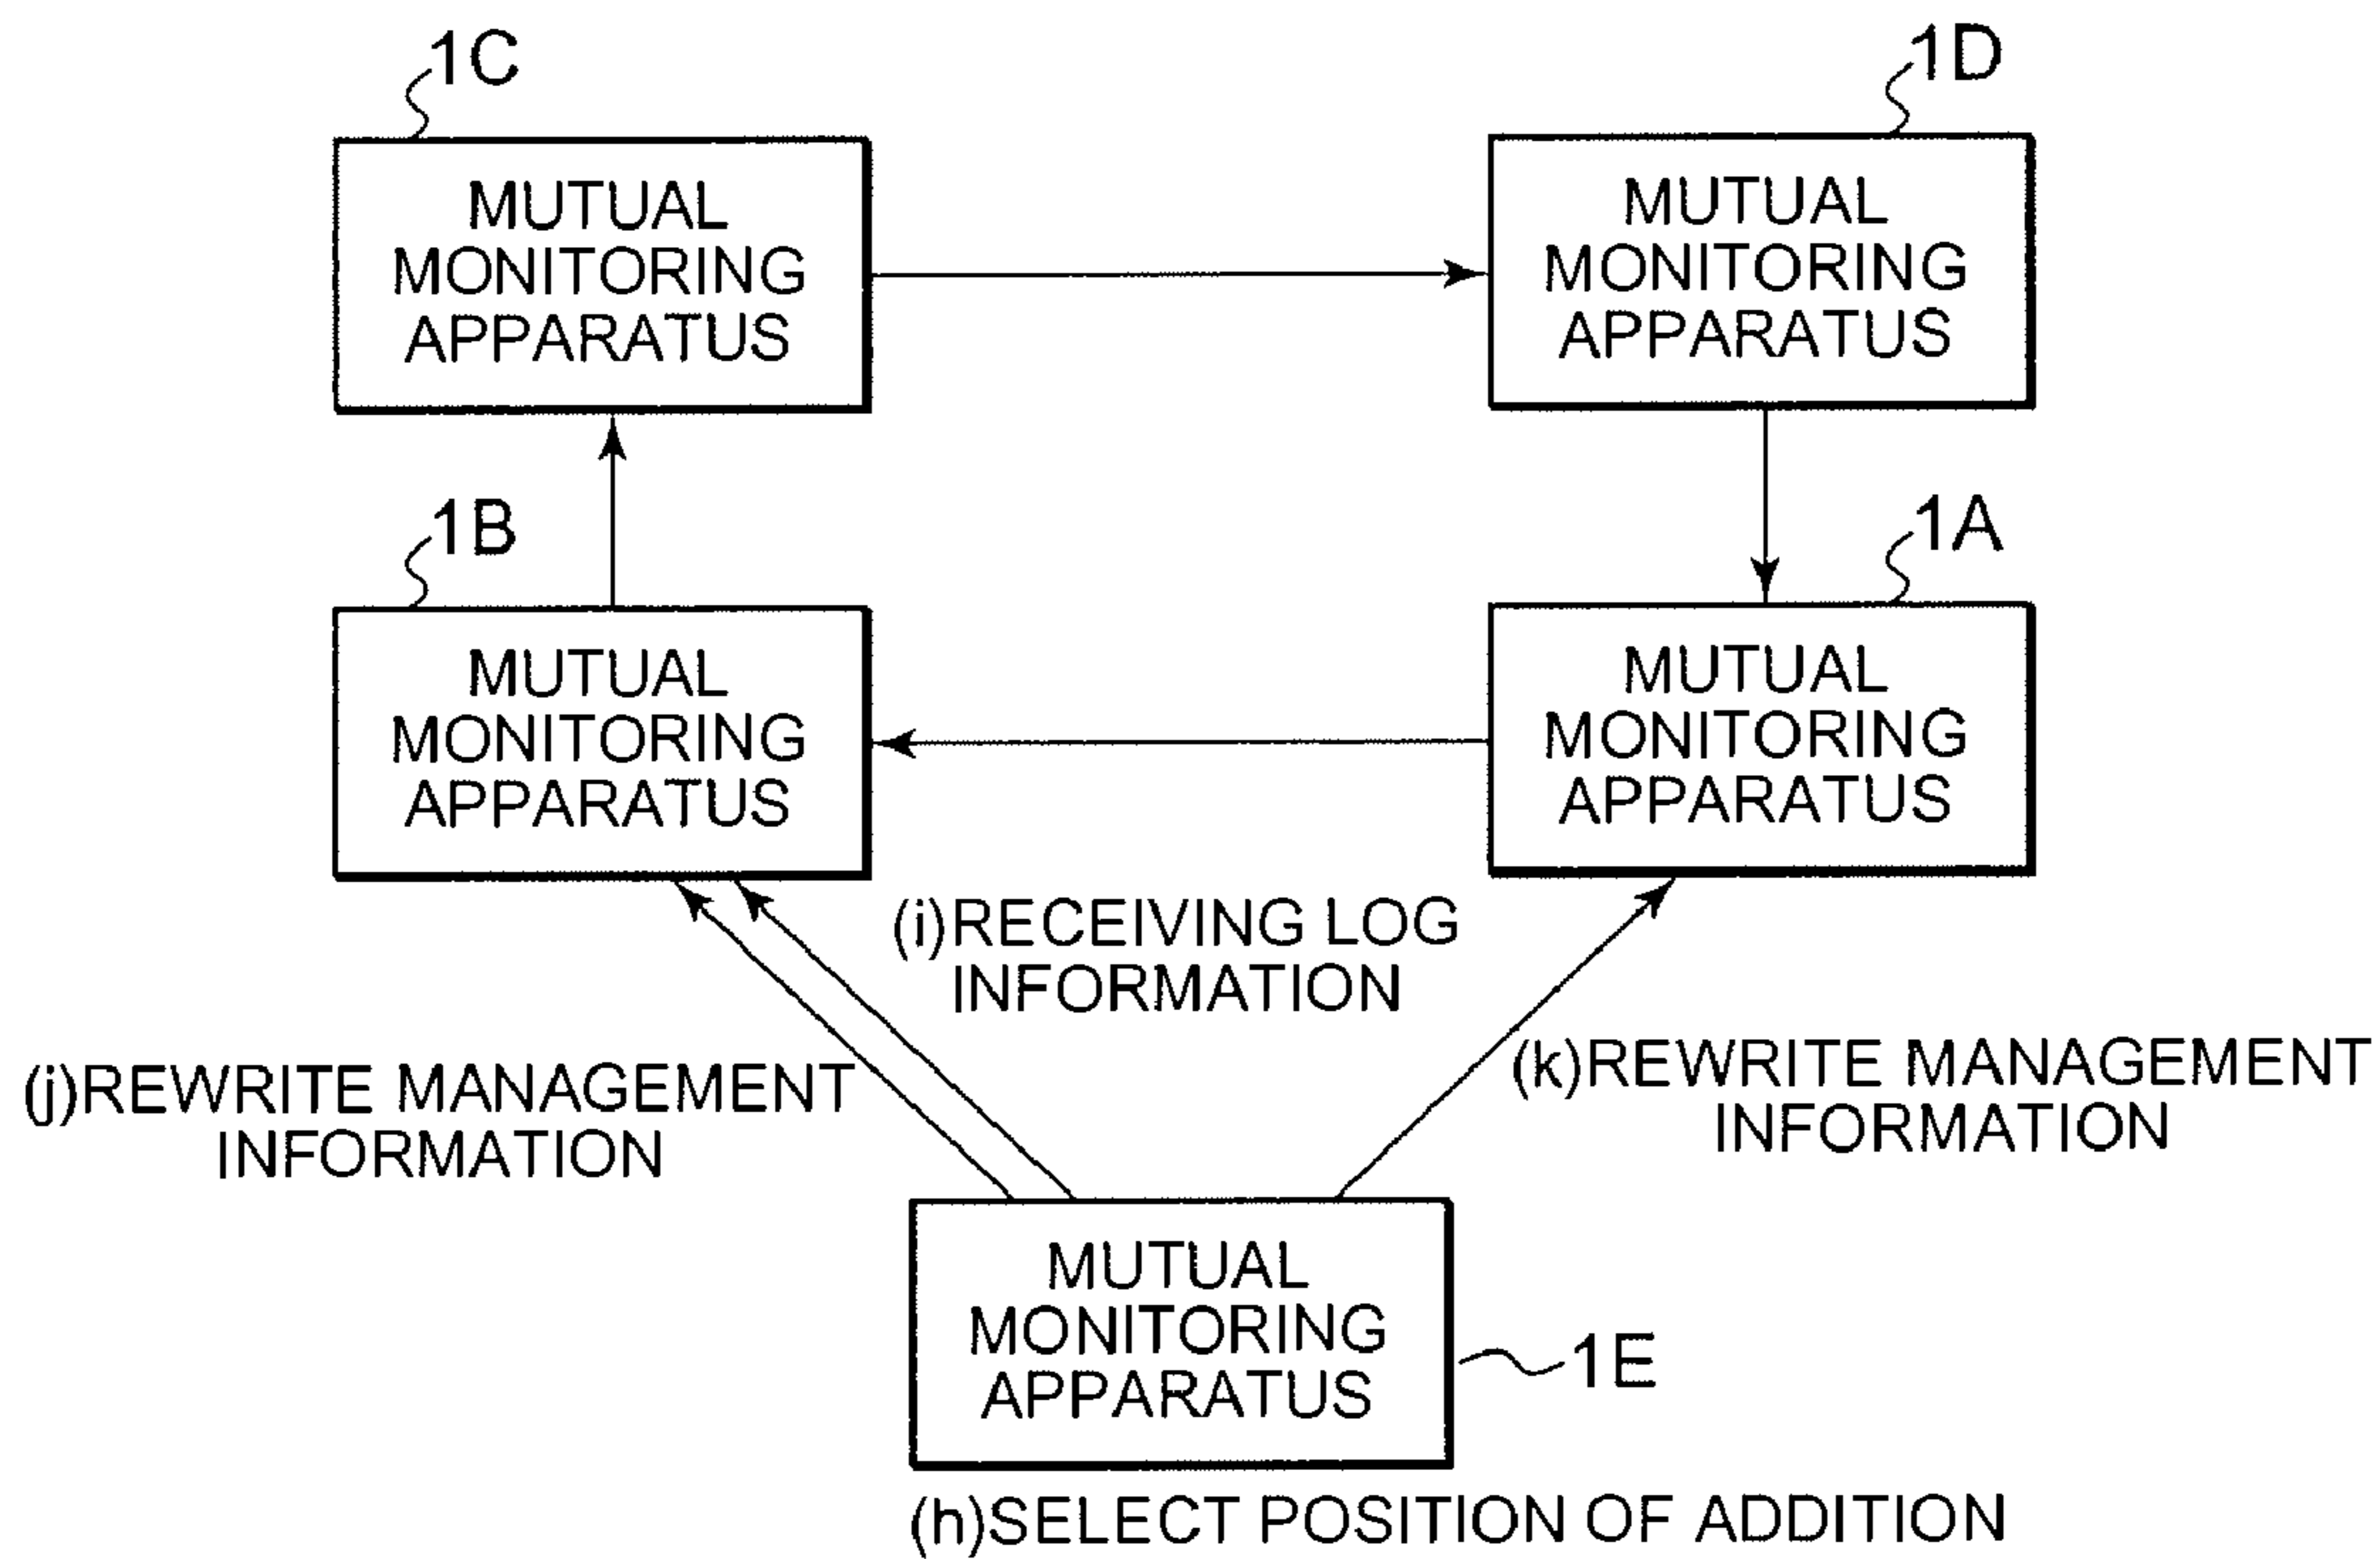 1C
1D
MUTUAL
MONITORING
APPARATUS
MUTUAL
MONITORING
APPARATUS
1B
1A
MUTUAL
MONITORING
APPARATUS
MUTUAL
MONITORING
APPARATUS
(i)RECEIVING LOG
INFORMATION
(j)REWRITE MANAGEMENT
INFORMATION
(k)REWRITE MANAGEMENT
INFORMATION
MUTUAL
MONITORING
APPARATUS
1E
(h)SELECT POSITION OF ADDITION